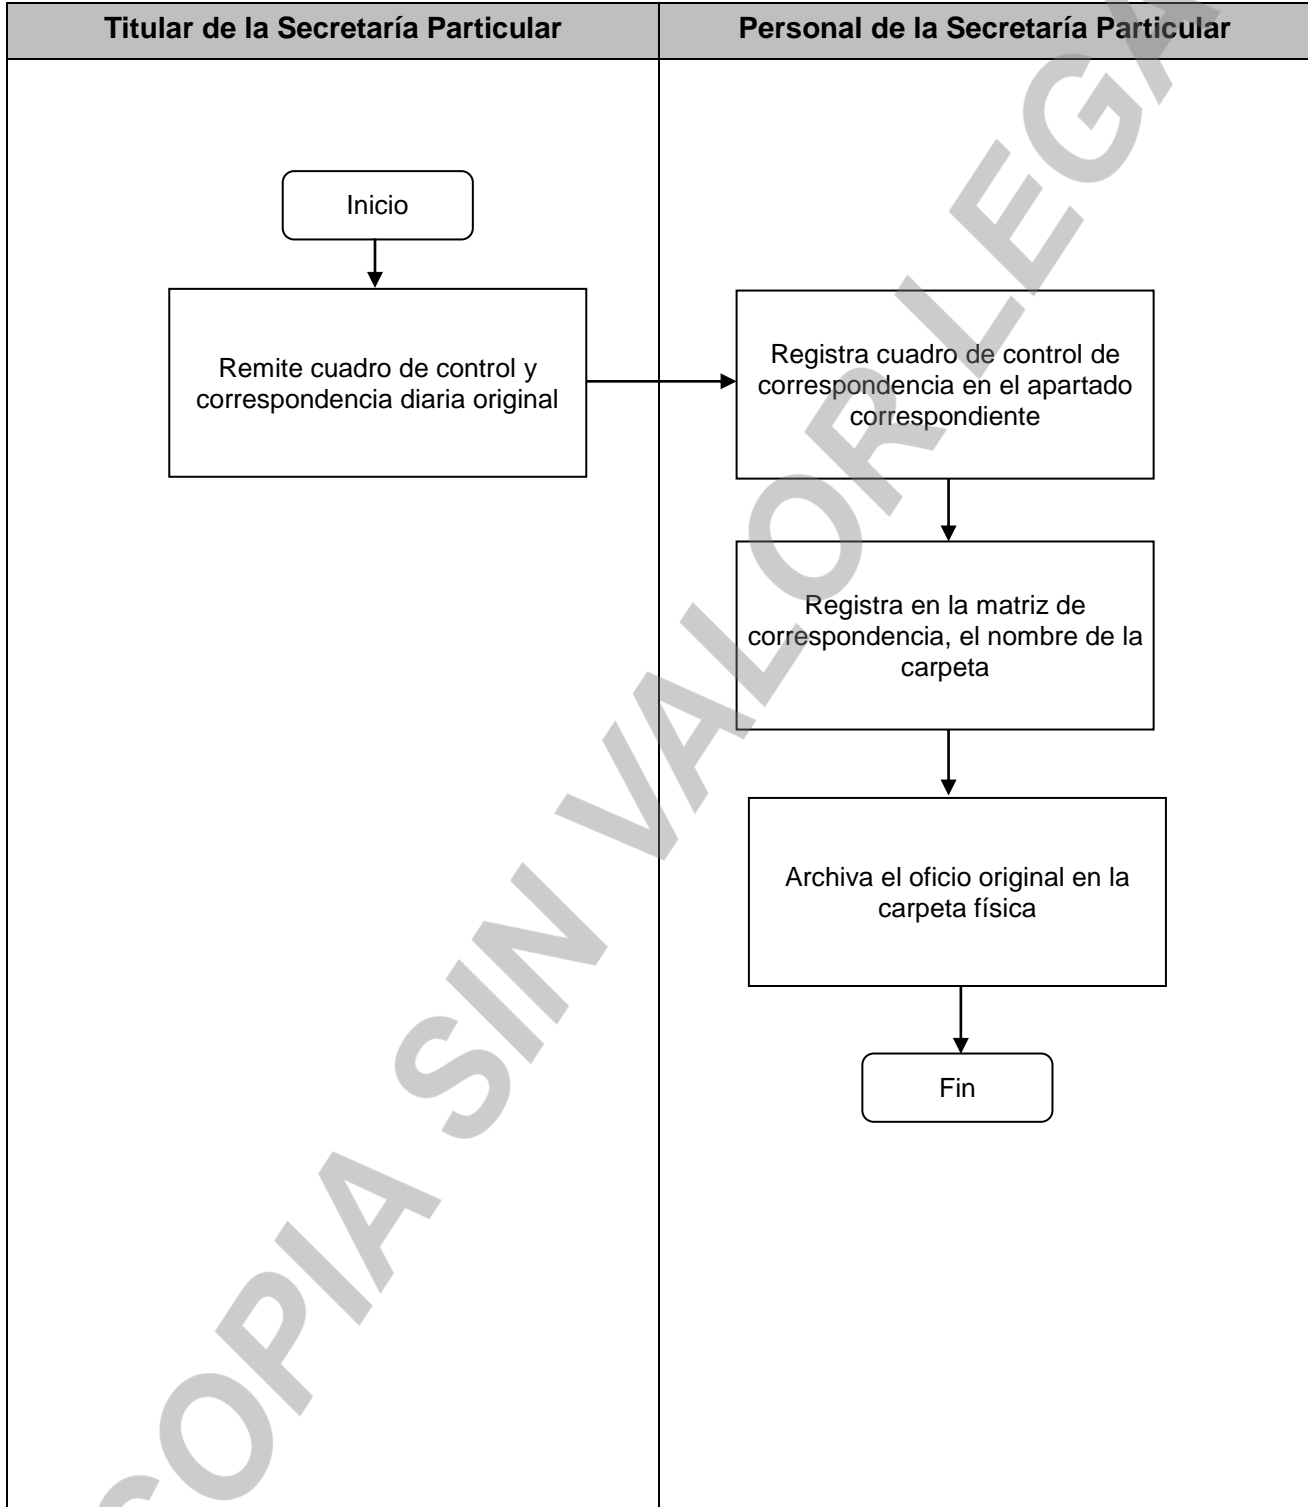 Titular de la Secretaría Particular
Personal de la Secretaría Particular
Inicio
Remite cuadro de control y
correspondencia diaria original
Registra cuadro de control de
correspondencia en el apartado
correspondiente
Registra en la matriz de
correspondencia, el nombre de la
carpeta
Archiva el oficio original en la
carpeta física
Fin
COPIA SIN VALOR LEGA